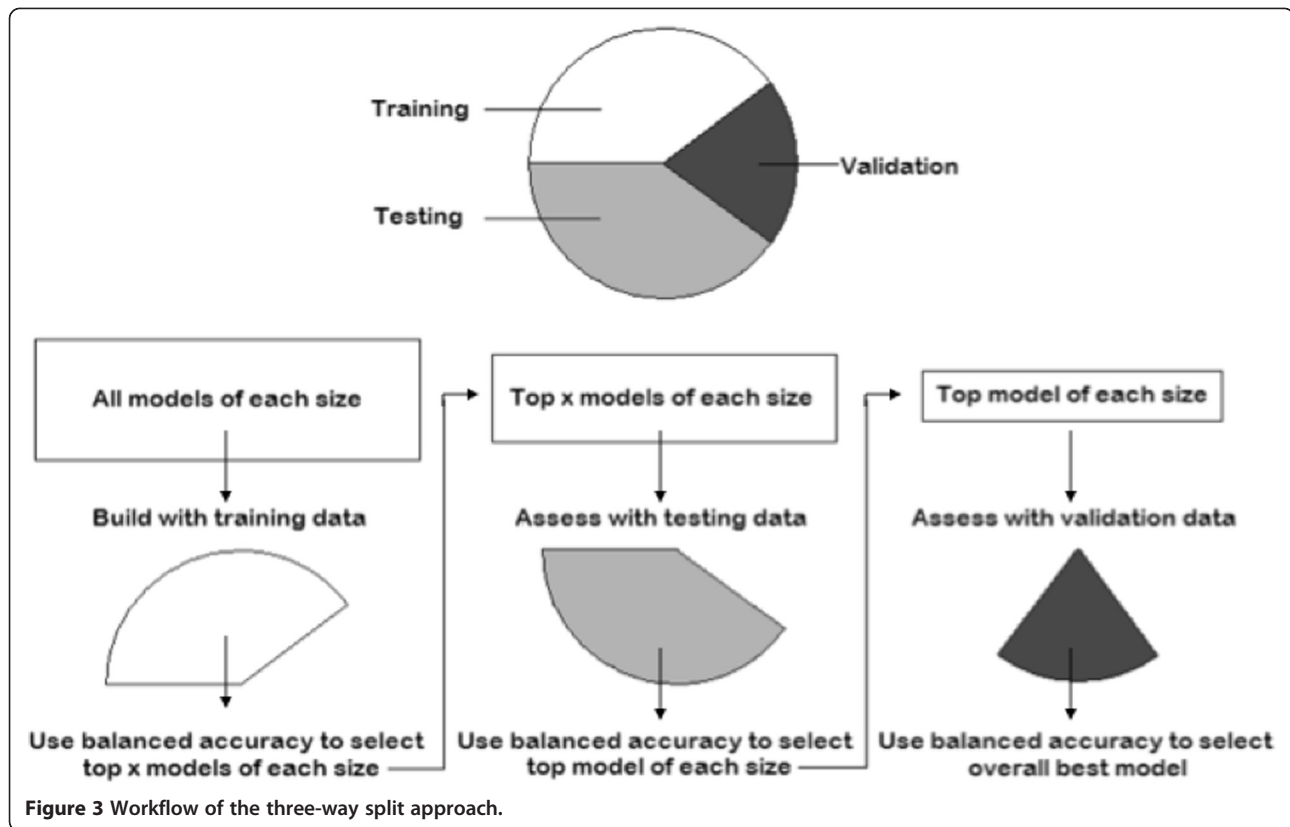 Training
Validation
Testing
All models of each size
Build with training data
Use balanced accuracy to select
top x models of each size
Top x models of each size
Assess with testing data
Use balanced accuracy to select
top model of each size
Top model of each size
Assess with validation data
Use balanced accuracy to select
overall best model
Figure 3 Workflow of the three-way split approach.